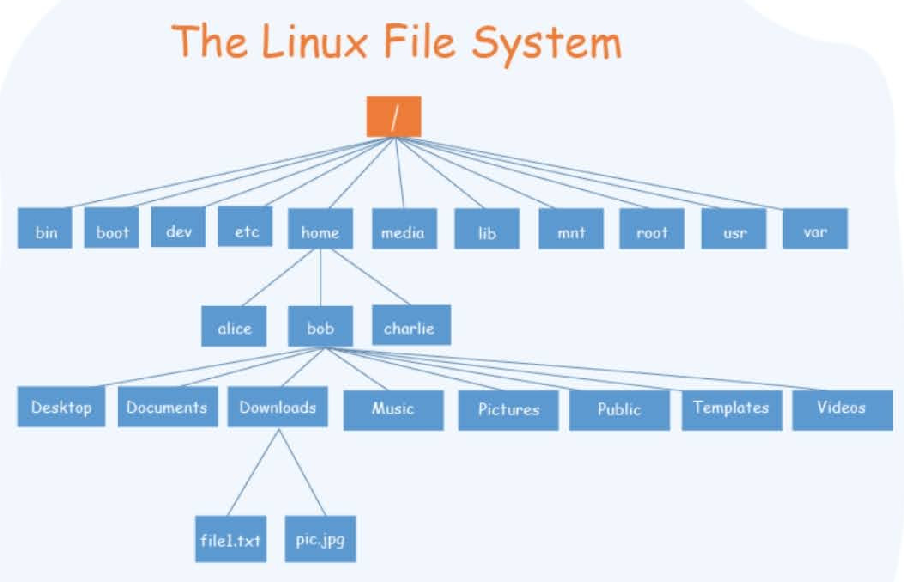 The Linux File System
/
bin boot dev etc home media lib mnt root usr var
alice bob charlie
Desktop Documents Downloads Music Pictures Public Templates Videos
file1.txt pic.jpg